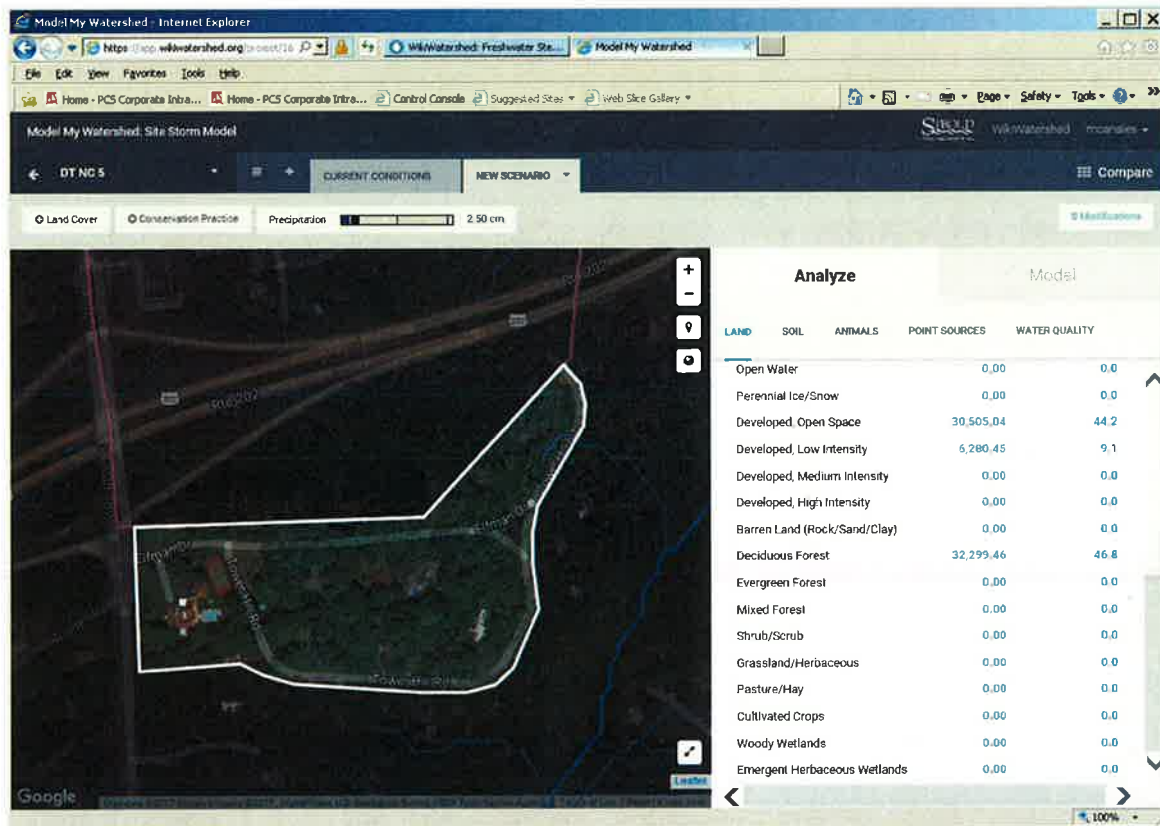 Model My Watershed - Internet Explorer
WikiWatershed: Freshwater Ste... Model My Watershed
File Edit View Favorites Tools Help
Home - PCS Corporate Intra... Home - PCS Corporate Intra... Control Console Suggested Sites Web Slice Gallery Page Safety Tools
Model My Watershed: Site Storm Model WikiWatershed
DT NC 5 CURRENT CONDITIONS NEW SCENARIO Compare
Land Cover Conservation Practice Precipitation 2.50 cm 0 Modifications
Analyze Model
LAND SOIL ANIMALS POINT SOURCES WATER QUALITY
Open Water 0.00 0.0
Perennial Ice/Snow 0.00 0.0
Developed, Open Space 30,505.04 44.2
Developed, Low Intensity 6,280.45 9.1
Developed, Medium Intensity 0.00 0.0
Developed, High Intensity 0.00 0.0
Barren Land (Rock/Sand/Clay) 0.00 0.0
Deciduous Forest 32,299.46 46.8
Evergreen Forest 0.00 0.0
Mixed Forest 0.00 0.0
Shrub/Scrub 0.00 0.0
Grassland/Herbaceous 0.00 0.0
Pasture/Hay 0.00 0.0
Cultivated Crops 0.00 0.0
Woody Wetlands 0.00 0.0
Emergent Herbaceous Wetlands 0.00 0.0
Rte 202
Rte 202
Google
Leaflet
100%